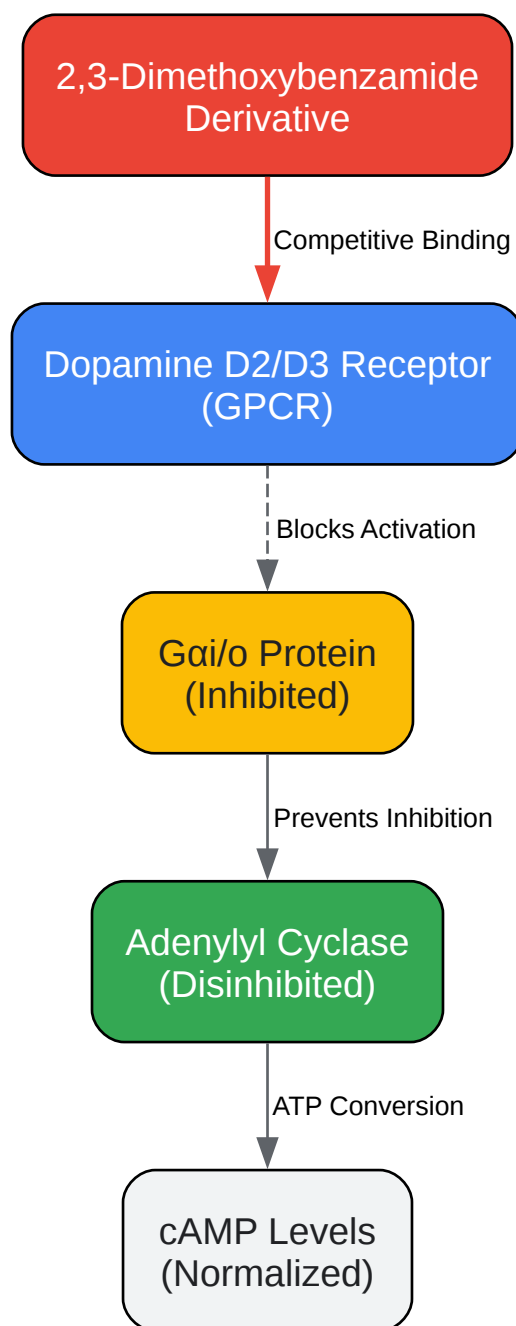 2,3-Dimethoxybenzamide
Derivative
Competitive Binding
Dopamine D2/D3 Receptor
(GPCR)
Blocks Activation
Gαi/o Protein
(Inhibited)
Prevents Inhibition
Adenylyl Cyclase
(Disinhibited)
ATP Conversion
cAMP Levels
(Normalized)